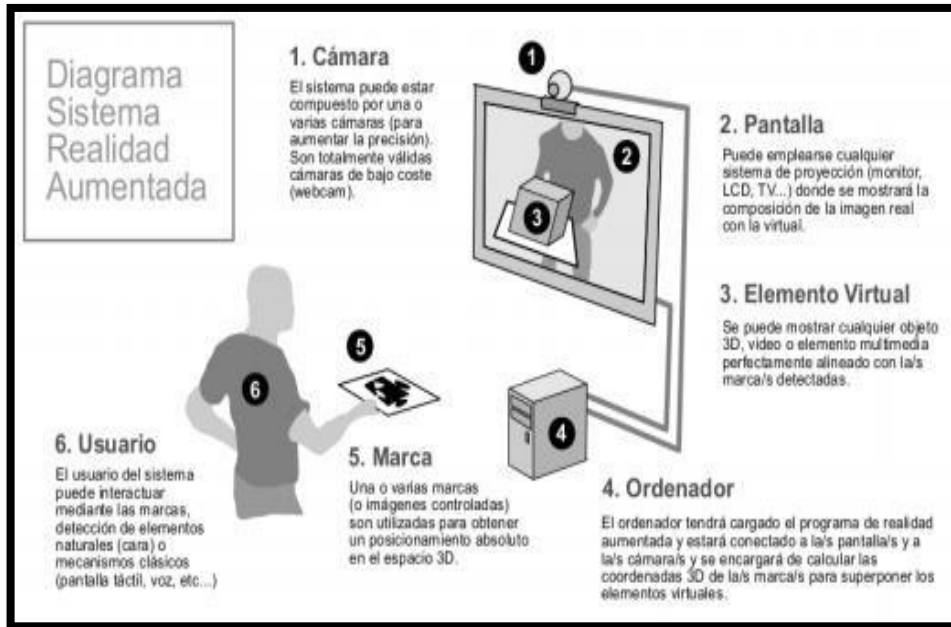 Diagrama
Sistema
Realidad
Aumentada
1. Cámara
El sistema puede estar
compuesto por una o
varias cámaras (para
aumentar la precisión).
Son totalmente válidas
cámaras de bajo coste
(webcam).
1
2
3
2. Pantalla
Puede emplearse cualquier
sistema de proyección (monitor,
LCD, TV...) donde se mostrará la
composición de la imagen real
con la virtual.
3. Elemento Virtual
Se puede mostrar cualquier objeto
3D, video o elemento multimedia
perfectamente alineado con la/s
marca/s detectadas.
5
6
4
6. Usuario
El usuario del sistema
puede interactuar
mediante las marcas,
detección de elementos
naturales (cara) o
mecanismos clásicos
(pantalla táctil, voz, etc...)
5. Marca
Una o varias marcas
(o imágenes controladas)
son utilizadas para obtener
un posicionamiento absoluto
en el espacio 3D.
4. Ordenador
El ordenador tendrá cargado el programa de realidad
aumentada y estará conectado a la/s pantalla/s y a
la/s cámara/s y se encargará de calcular las
coordenadas 3D de la/s marca/s para superponer los
elementos virtuales.